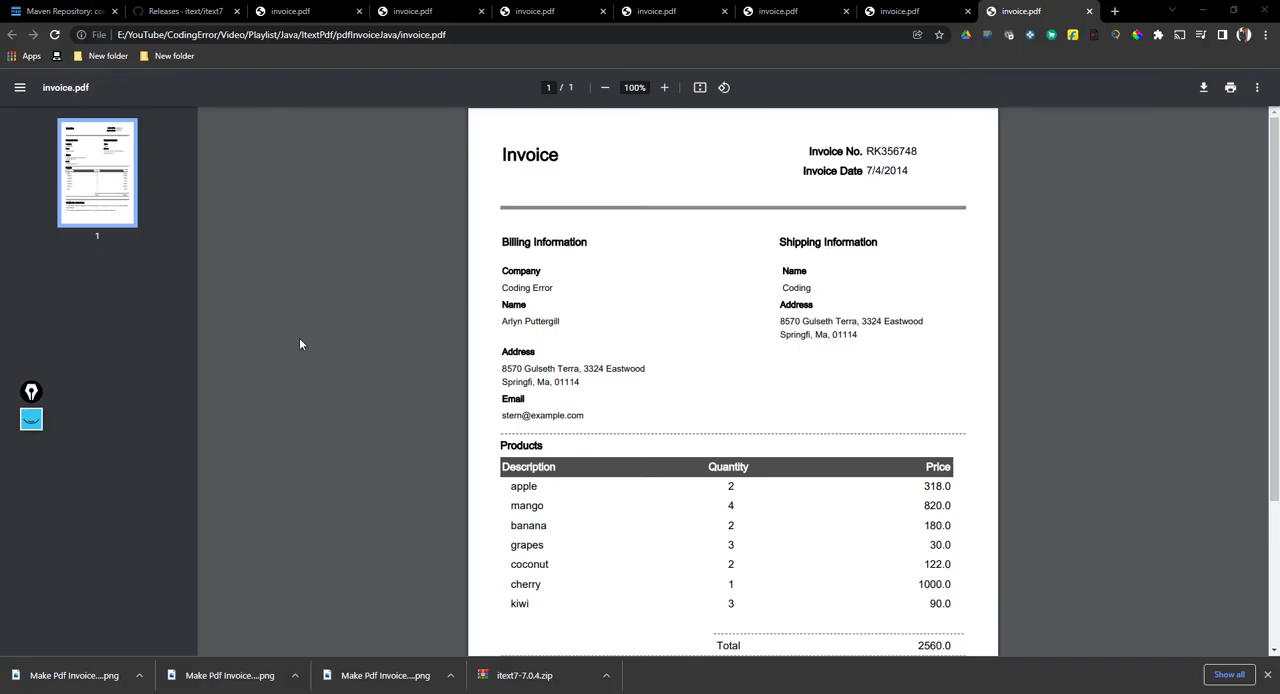 Maven Repository: co
Releases · itext/itext7
invoice.pdf
invoice.pdf
invoice.pdf
invoice.pdf
invoice.pdf
invoice.pdf
invoice.pdf
File
E:/YouTube/CodingError/Video/Playlist/Java/ItextPdf/pdfInvoiceJava/invoice.pdf
Apps
New folder
New folder
invoice.pdf
1 / 1
100%
1
Invoice
Invoice No. RK356748
Invoice Date 7/4/2014
Billing Information
Shipping Information
Company
Name
Coding Error
Coding
Name
Address
Arlyn Puttergill
8570 Gulseth Terra, 3324 Eastwood
Springfi, Ma, 01114
Address
8570 Gulseth Terra, 3324 Eastwood
Springfi, Ma, 01114
Email
stern@example.com
Products
Description Quantity Price
apple 2 318.0
mango 4 820.0
banana 2 180.0
grapes 3 30.0
coconut 2 122.0
cherry 1 1000.0
kiwi 3 90.0
Total 2560.0
Make Pdf Invoice....png
Make Pdf Invoice....png
Make Pdf Invoice....png
itext7-7.0.4.zip
Show all